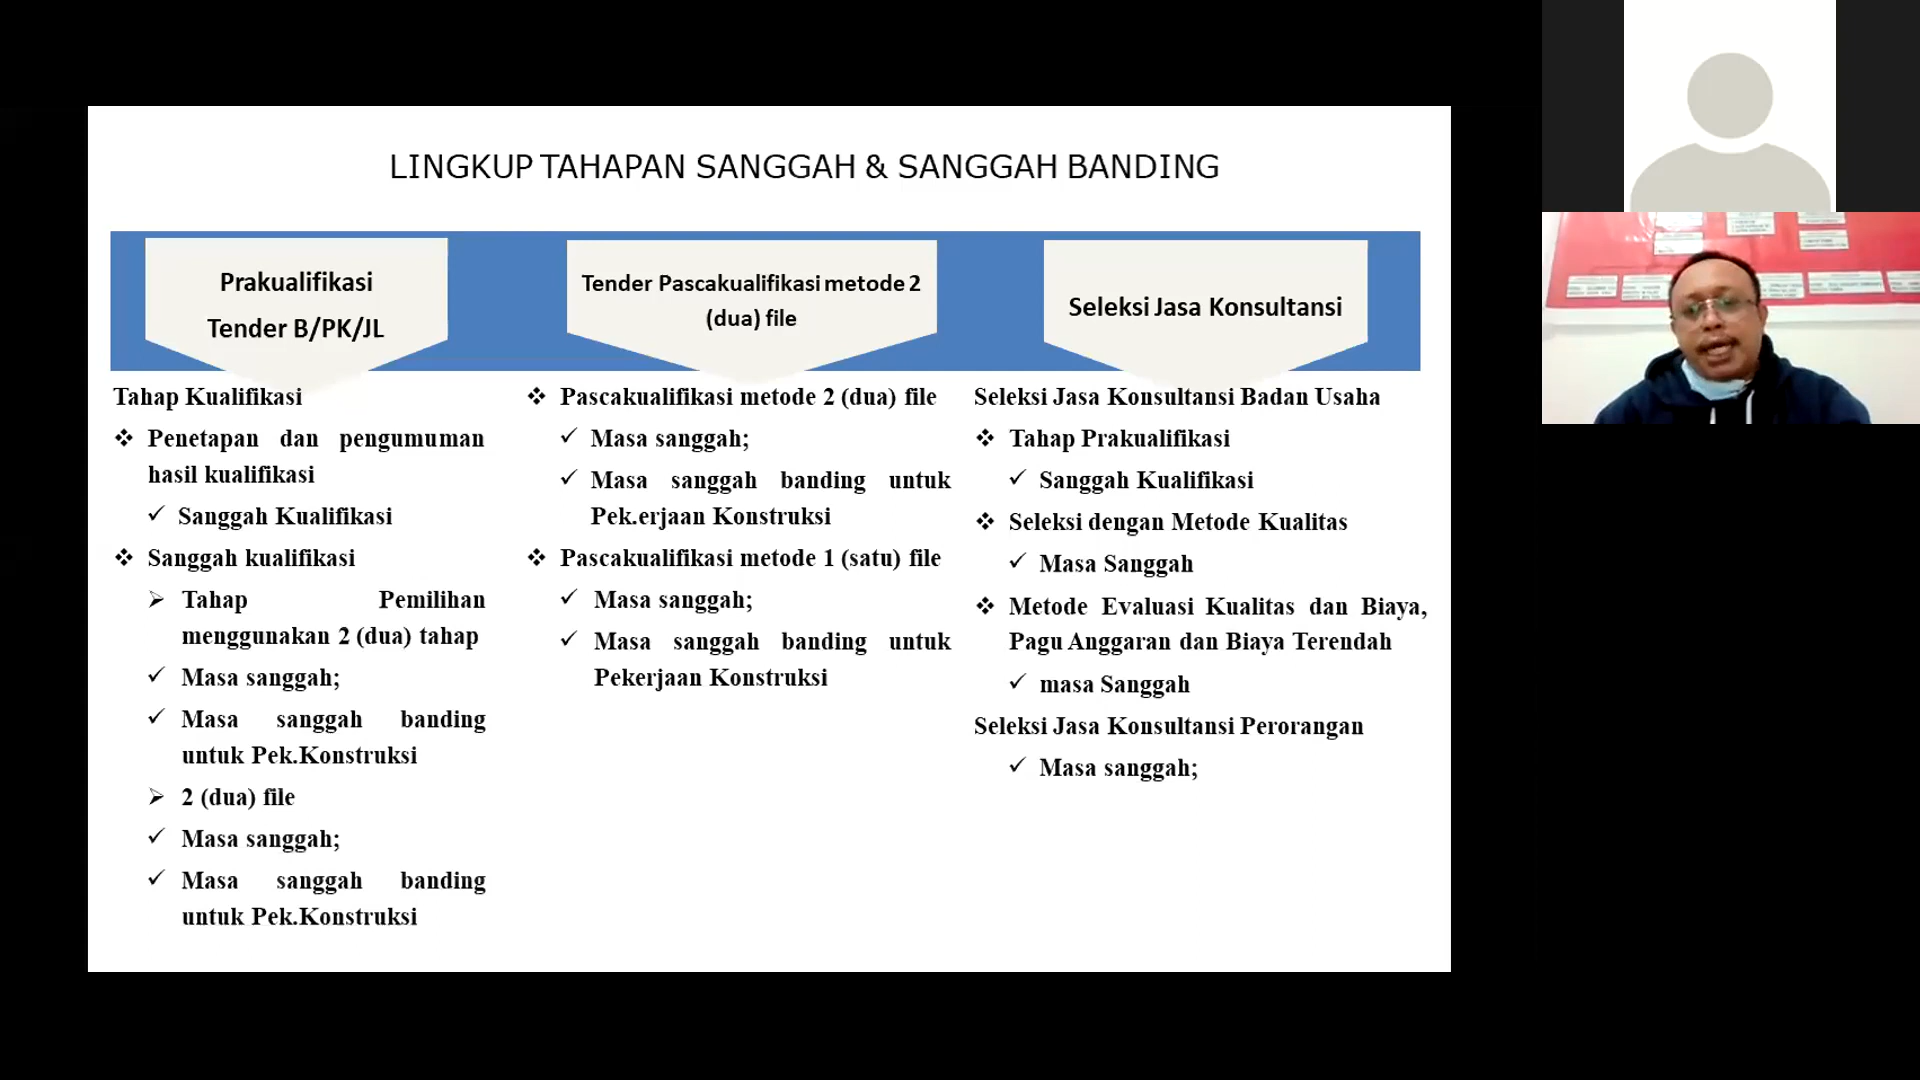 LINGKUP TAHAPAN SANGGAH & SANGGAH BANDING
Prakualifikasi
Tender B/PK/JL
Tender Pascakualifikasi metode 2
(dua) file
Seleksi Jasa Konsultansi
Tahap Kualifikasi
❖ Penetapan dan pengumuman
hasil kualifikasi
✓ Sanggah Kualifikasi
❖ Sanggah kualifikasi
➢ Tahap Pemilihan
menggunakan 2 (dua) tahap
✓ Masa sanggah;
✓ Masa sanggah banding
untuk Pek.Konstruksi
➢ 2 (dua) file
✓ Masa sanggah;
✓ Masa sanggah banding
untuk Pek.Konstruksi
❖ Pascakualifikasi metode 2 (dua) file
✓ Masa sanggah;
✓ Masa sanggah banding untuk
Pek.erjaan Konstruksi
❖ Pascakualifikasi metode 1 (satu) file
✓ Masa sanggah;
✓ Masa sanggah banding untuk
Pekerjaan Konstruksi
Seleksi Jasa Konsultansi Badan Usaha
❖ Tahap Prakualifikasi
✓ Sanggah Kualifikasi
❖ Seleksi dengan Metode Kualitas
✓ Masa Sanggah
❖ Metode Evaluasi Kualitas dan Biaya,
Pagu Anggaran dan Biaya Terendah
✓ masa Sanggah
Seleksi Jasa Konsultansi Perorangan
✓ Masa sanggah;